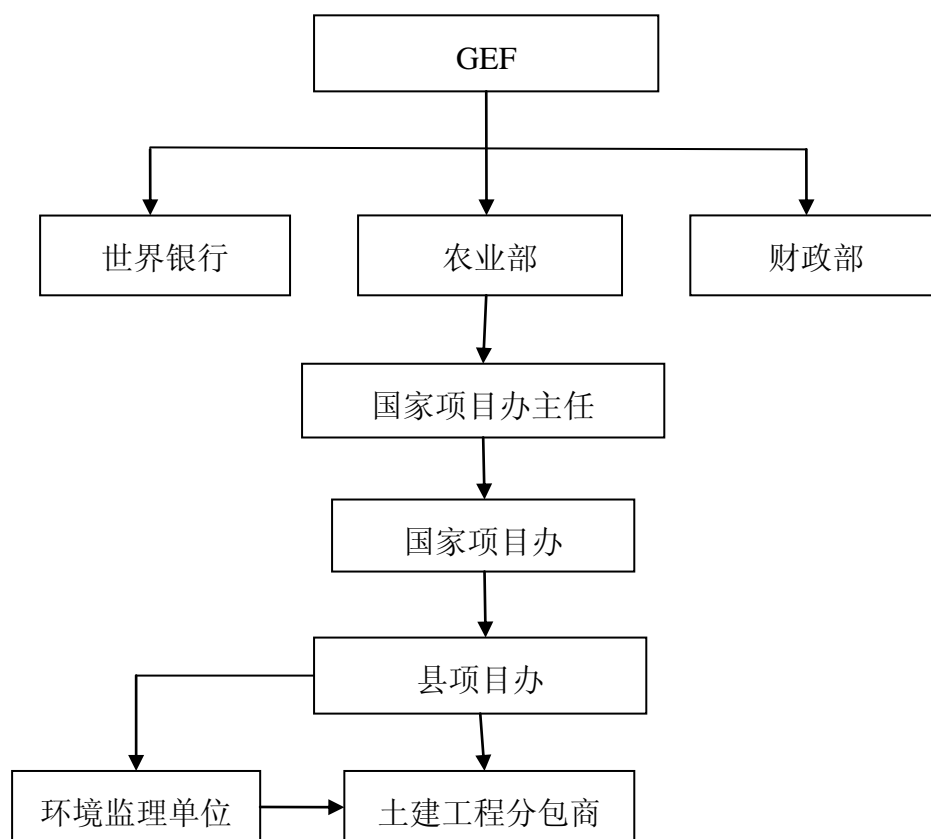 GEF
世界银行
农业部
财政部
国家项目办主任
国家项目办
县项目办
环境监理单位
土建工程分包商